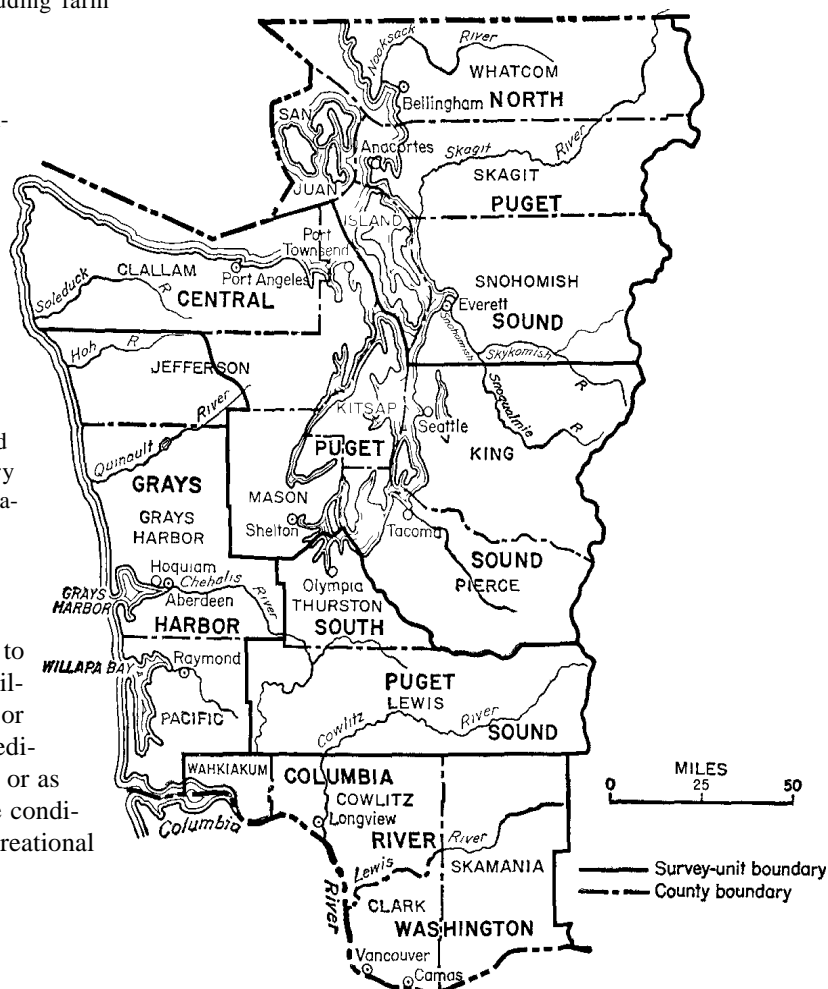 uding farm
-
d
ry
a-
to
il-
or
edi-
or as
e condi-
reational
Nooksack River
WHATCOM
Bellingham
NORTH
SAN
JUAN
Anacortes
Skagit River
SKAGIT
PUGET
ISLAND
Port
Townsend
CLALLAM
Port Angeles
Soleduck R
CENTRAL
SNOHOMISH
Everett
SOUND
Snohomish
Skykomish R
Snoqualmie R
Hoh R
JEFFERSON
KITSAP
Seattle
KING
Quinault River
PUGET
GRAYS
MASON
GRAYS
HARBOR
Shelton
Tacoma
SOUND
PIERCE
Hoquiam
Chehalis River
Aberdeen
GRAYS
HARBOR
HARBOR
Olympia
THURSTON
SOUTH
WILLAPA BAY
Raymond
PACIFIC
PUGET
LEWIS
Cowlitz River
SOUND
WAHKIAKUM
COLUMBIA
COWLITZ
Longview
Columbia River
RIVER
Lewis River
SKAMANIA
CLARK
WASHINGTON
Vancouver
Camas
MILES
0 25 50
Survey-unit boundary
County boundary